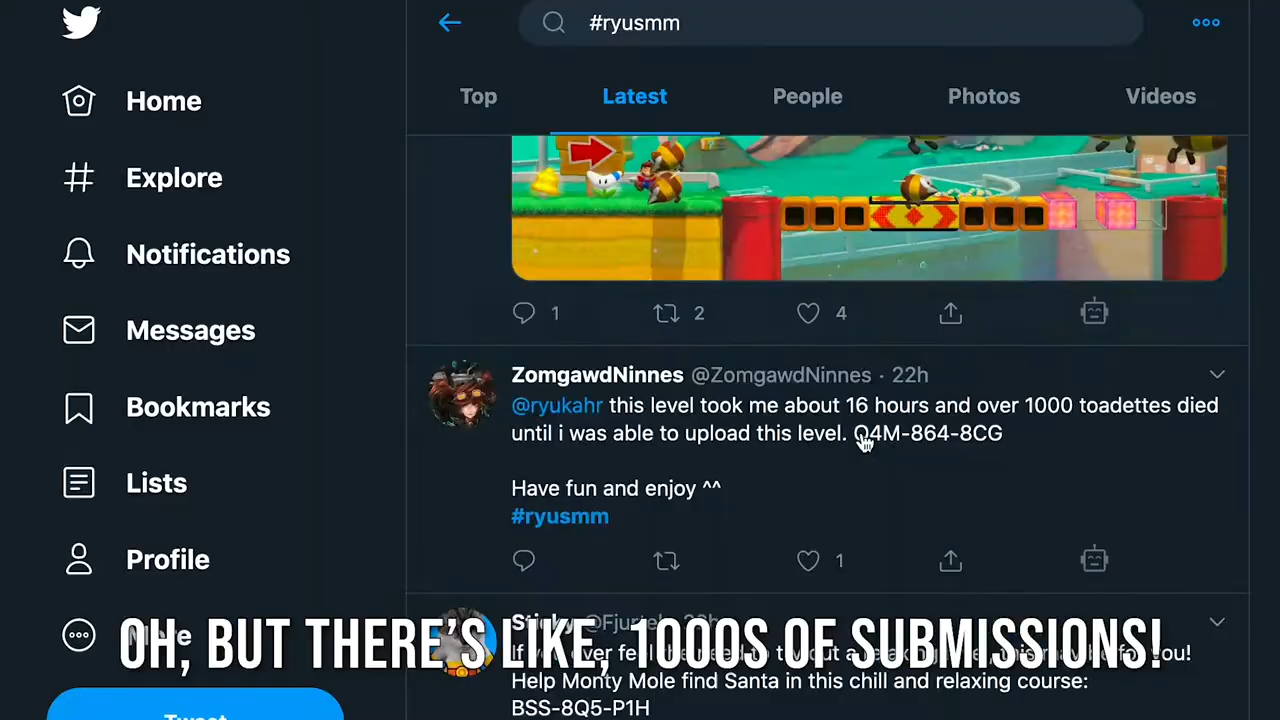 #ryusmm
Top Latest People Photos Videos
Home
Explore
Notifications
Messages
Bookmarks
Lists
Profile
More
Tweet
1 2 4
ZomgawdNinnes @ZomgawdNinnes · 22h
@ryukahr this level took me about 16 hours and over 1000 toadettes died
until i was able to upload this level. Q4M-864-8CG
Have fun and enjoy ^^
#ryusmm
1
Sticky
OH, BUT THERE'S LIKE, 1000S OF SUBMISSIONS!
Help Monty Mole find Santa in this chill and relaxing course:
BSS-8Q5-P1H